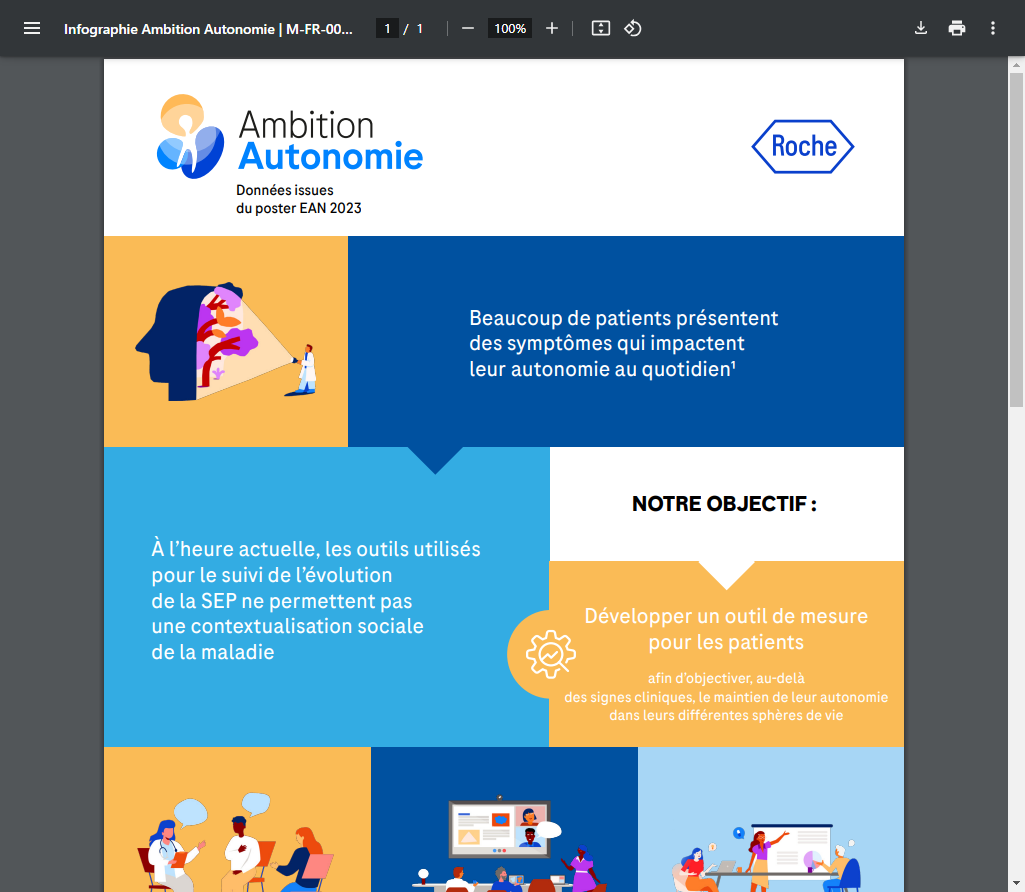 Infographie Ambition Autonomie | M-FR-00...
1 / 1
100%
Ambition
Autonomie
Données issues
du poster EAN 2023
Roche
Beaucoup de patients présentent
des symptômes qui impactent
leur autonomie au quotidien¹
À l’heure actuelle, les outils utilisés
pour le suivi de l’évolution
de la SEP ne permettent pas
une contextualisation sociale
de la maladie
NOTRE OBJECTIF :
Développer un outil de mesure
pour les patients
afin d’objectiver, au-delà
des signes cliniques, le maintien de leur autonomie
dans leurs différentes sphères de vie